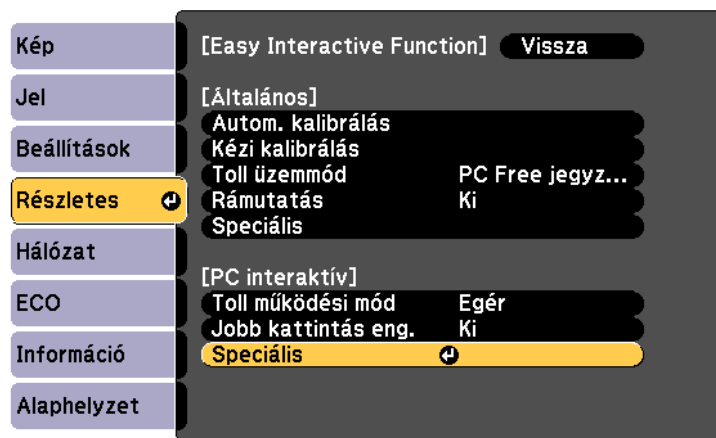 Kép
Jel
Beállítások
Részletes
Hálózat
ECO
Információ
Alaphelyzet
[Easy Interactive Function] Vissza
[Általános]
Autom. kalibrálás
Kézi kalibrálás
Toll üzemmód PC Free jegyz...
Rámutatás Ki
Speciális
[PC interaktív]
Toll működési mód Egér
Jobb kattintás eng. Ki
Speciális